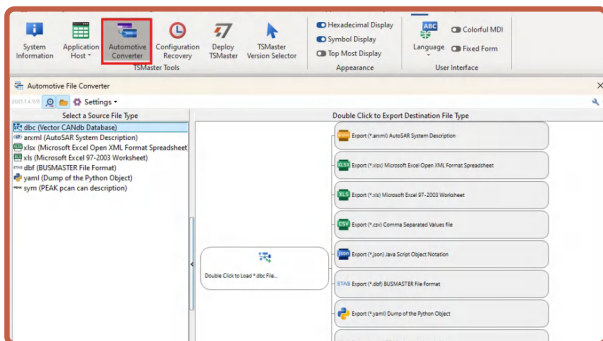 System Information
Application Host
Automotive Converter
Configuration Recovery
Deploy TSMaster
TSMaster Version Selector
TSMaster Tools
Hexadecimal Display
Symbol Display
Top Most Display
Appearance
ABC
Language
Colorful MDI
Fixed Form
User Interface
Automotive File Converter
Settings
Select a Source File Type
Double Click to Export Destination File Type
dbc (Vector CANdb Database)
arxml (AutoSAR System Description)
xlsx (Microsoft Excel Open XML Format Spreadsheet
xls (Microsoft Excel 97-2003 Worksheet)
dbf (BUSMASTER File Format)
yaml (Dump of the Python Object)
sym (PEAK pcan can description)
Double Click to Load *.dbc File...
Export (*.arxml) AutoSAR System Description
XLSX Export (*.xlsx) Microsoft Excel Open XML Format Spreadsheet
XLS Export (*.xls) Microsoft Excel 97-2003 Worksheet
CSV Export (*.csv) Comma Separated Values file
json Export (*.json) Java Script Object Notation
Export (*.dbf) BUSMASTER File Format
Export (*.yaml) Dump of the Python Object